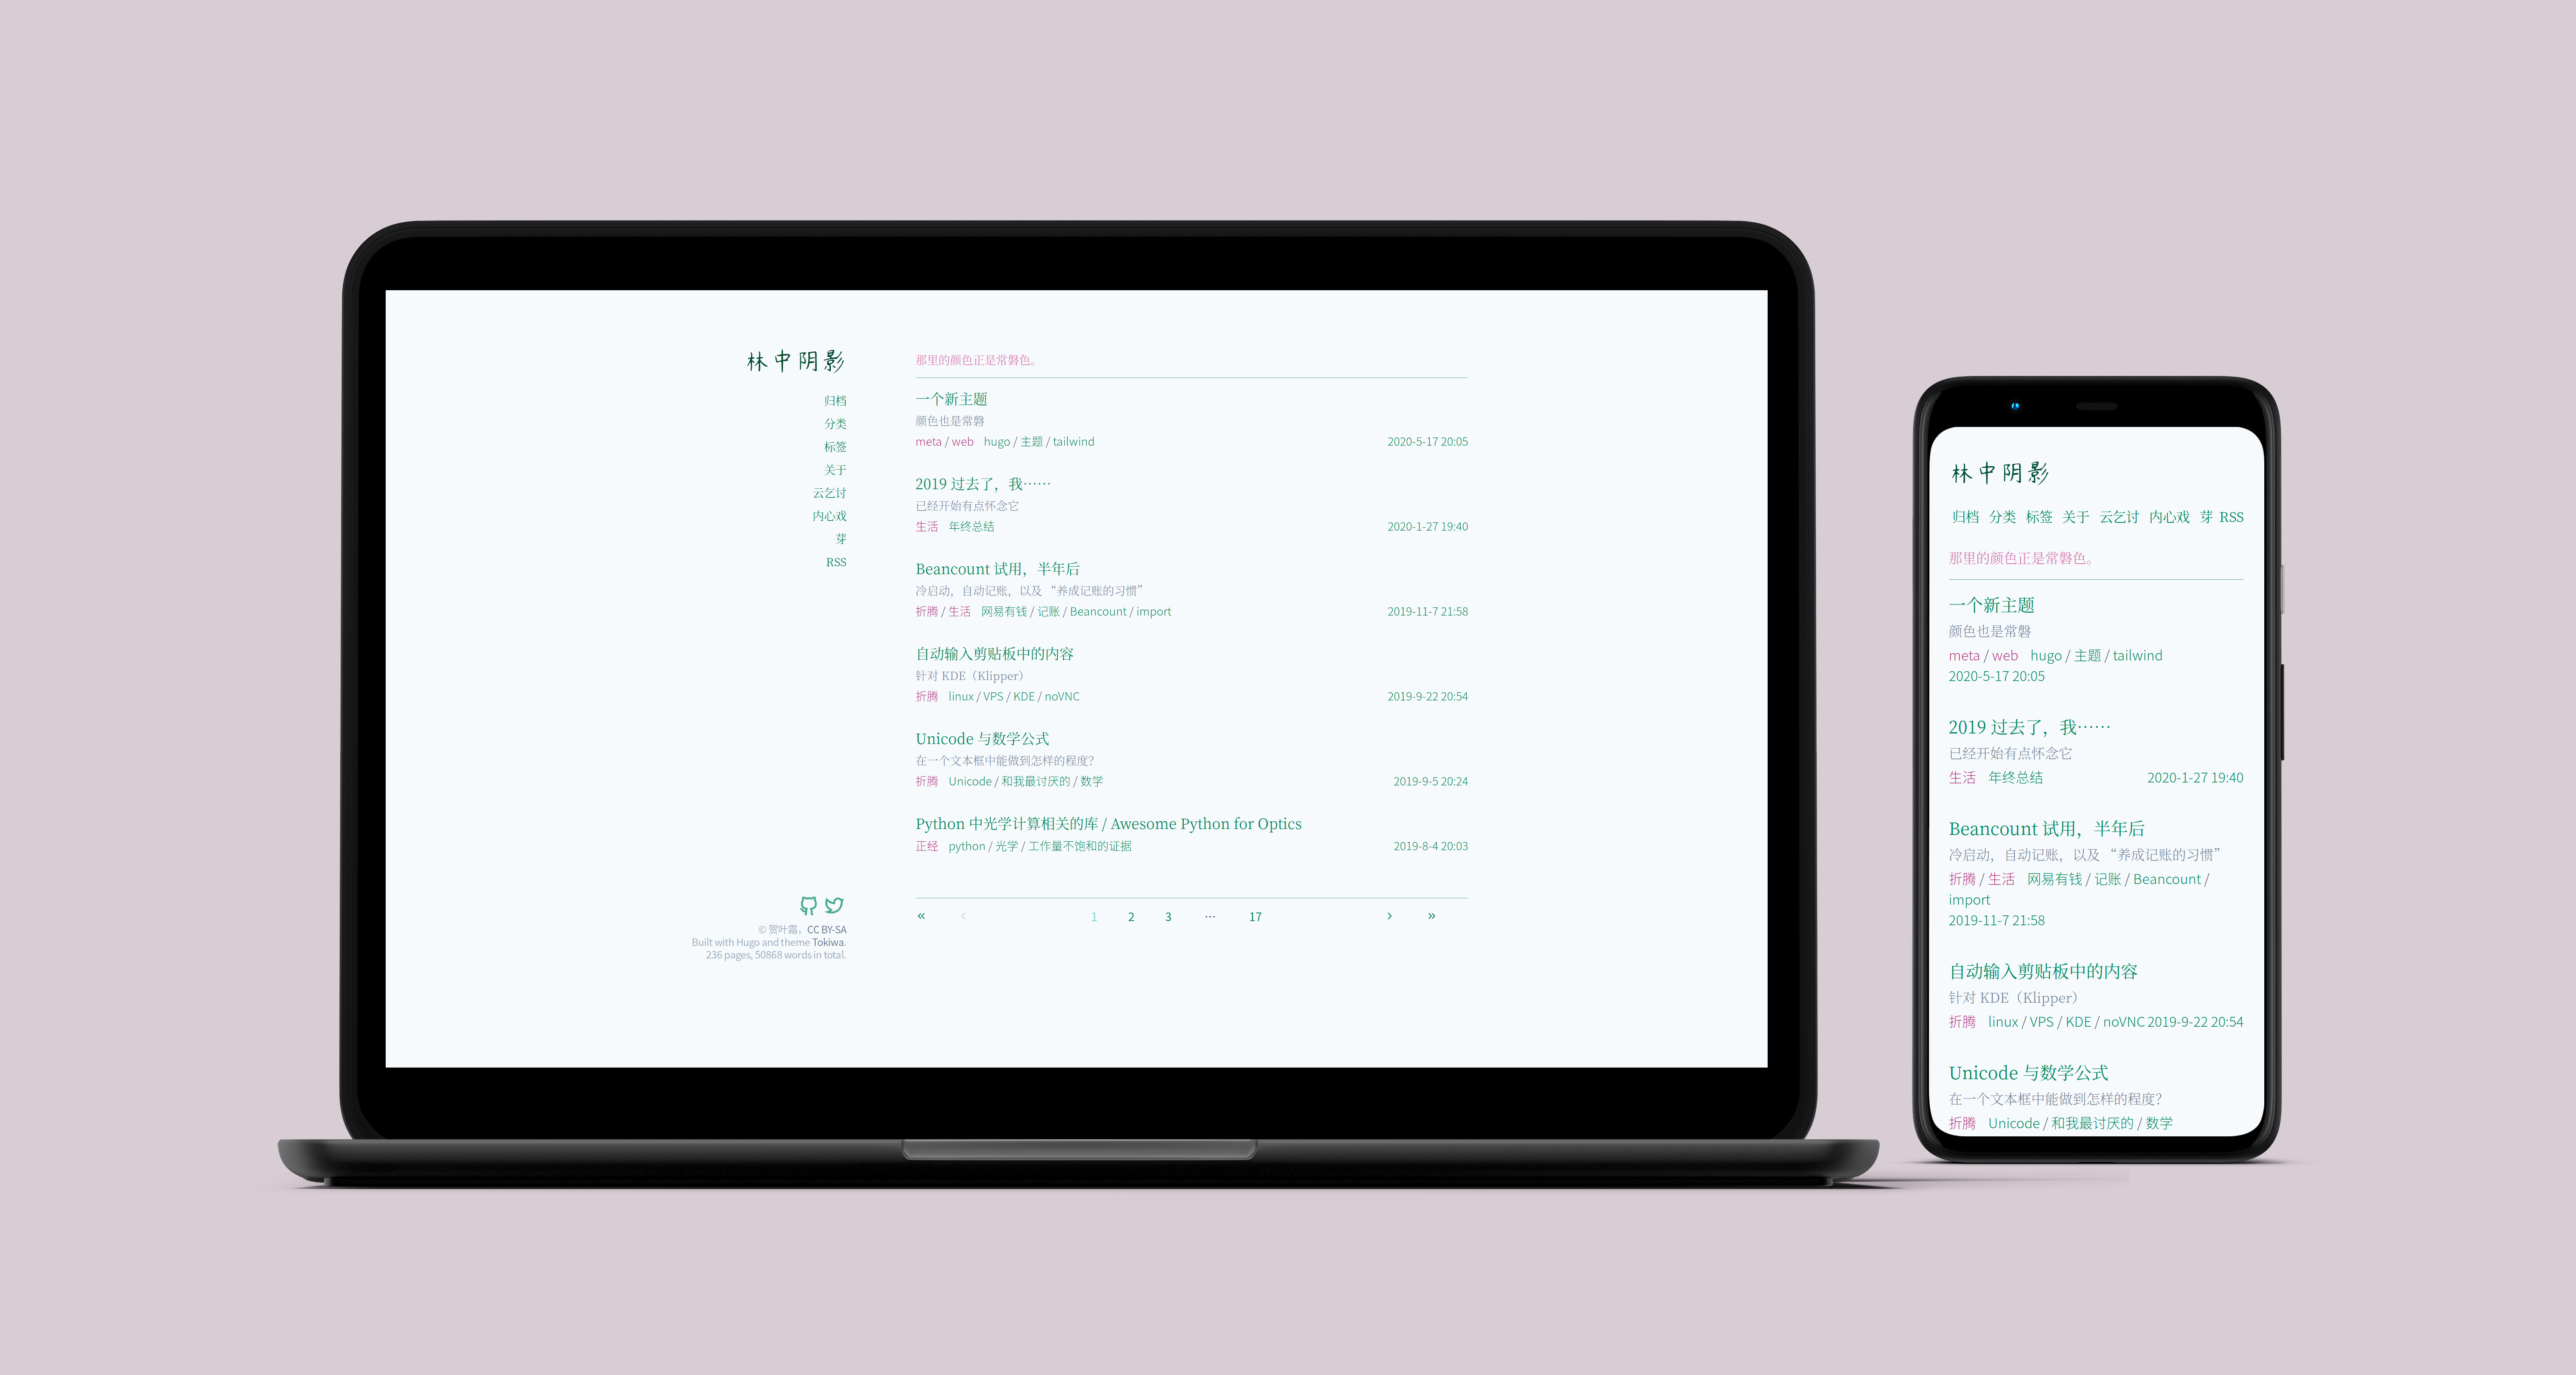 林中阴影
归档
分类
标签
关于
云乞讨
内心戏
芽
RSS
© 贺叶霜，CC BY-SA
Built with Hugo and theme Tokiwa.
236 pages, 50868 words in total.
那里的颜色正是常磐色。
一个新主题
颜色也是常磐
meta / web hugo / 主题 / tailwind 2020-5-17 20:05
2019 过去了，我……
已经开始有点怀念它
生活 年终总结 2020-1-27 19:40
Beancount 试用，半年后
冷启动，自动记账，以及 “养成记账的习惯”
折腾 / 生活 网易有钱 / 记账 / Beancount / import 2019-11-7 21:58
自动输入剪贴板中的内容
针对 KDE（Klipper）
折腾 linux / VPS / KDE / noVNC 2019-9-22 20:54
Unicode 与数学公式
在一个文本框中能做到怎样的程度？
折腾 Unicode / 和我最讨厌的 / 数学 2019-9-5 20:24
Python 中光学计算相关的库 / Awesome Python for Optics
正经 python / 光学 / 工作量不饱和的证据 2019-8-4 20:03
« ‹ 1 2 3 … 17 › »
林中阴影
归档 分类 标签 关于 云乞讨 内心戏 芽 RSS
那里的颜色正是常磐色。
一个新主题
颜色也是常磐
meta / web hugo / 主题 / tailwind
2020-5-17 20:05
2019 过去了，我……
已经开始有点怀念它
生活 年终总结 2020-1-27 19:40
Beancount 试用，半年后
冷启动，自动记账，以及 “养成记账的习惯”
折腾 / 生活 网易有钱 / 记账 / Beancount /
import
2019-11-7 21:58
自动输入剪贴板中的内容
针对 KDE（Klipper）
折腾 linux / VPS / KDE / noVNC 2019-9-22 20:54
Unicode 与数学公式
在一个文本框中能做到怎样的程度？
折腾 Unicode / 和我最讨厌的 / 数学